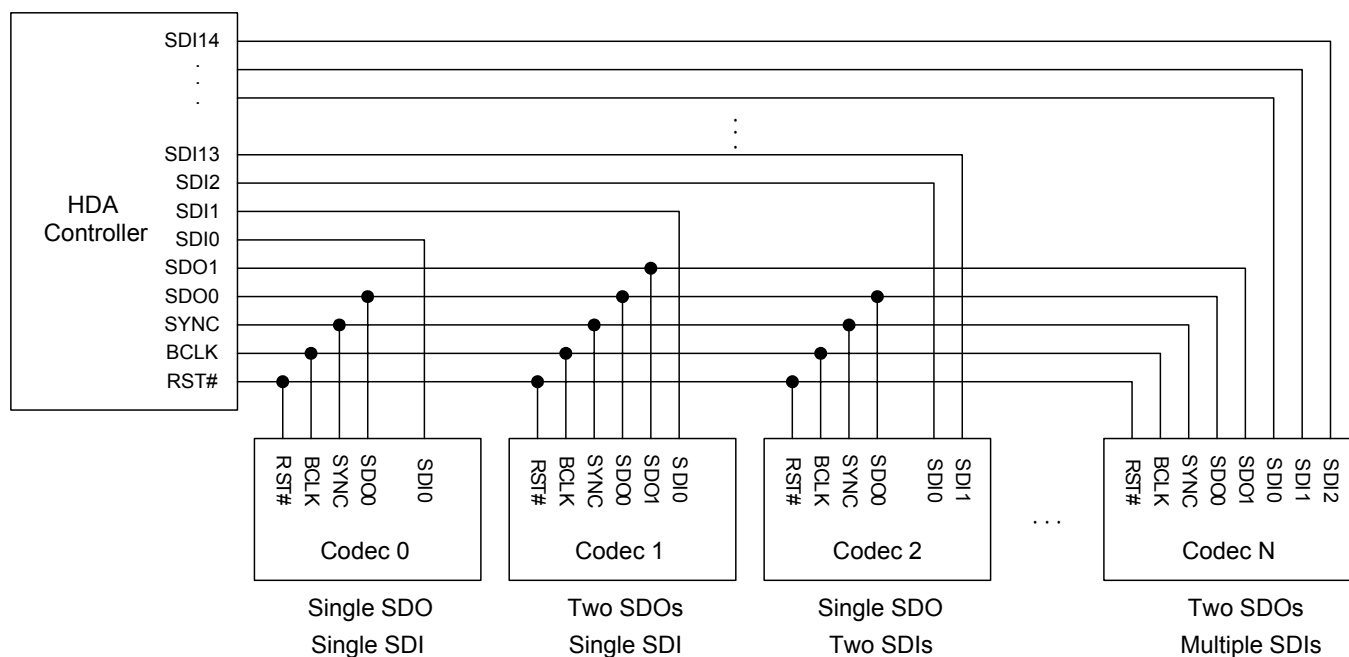 SDI14
.
.
.
SDI13
SDI2
SDI1
SDI0
SDO1
SDO0
SYNC
BCLK
RST#
HDA
Controller
. . .
RST#
BCLK
SYNC
SDO0
SDI0
Codec 0
Single SDO
Single SDI
RST#
BCLK
SYNC
SDO0
SDO1
SDI0
Codec 1
Two SDOs
Single SDI
RST#
BCLK
SYNC
SDO0
SDI0
SDI1
Codec 2
Single SDO
Two SDIs
. . .
RST#
BCLK
SYNC
SDO0
SDO1
SDI0
SDI1
SDI2
Codec N
Two SDOs
Multiple SDIs